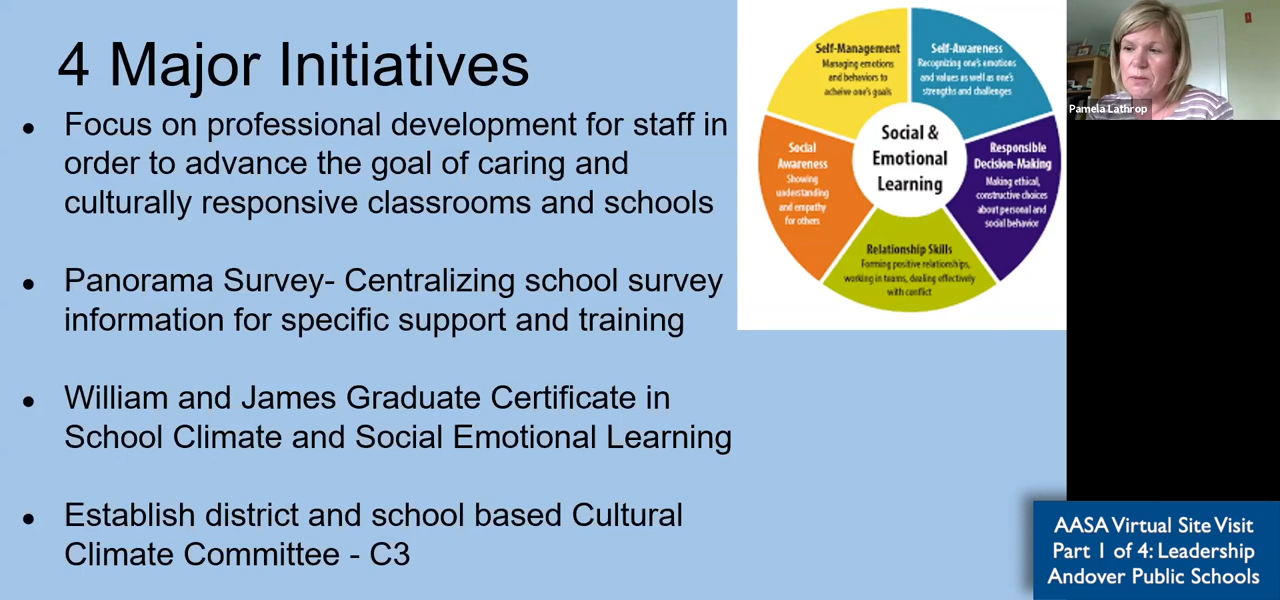 4 Major Initiatives
● Focus on professional development for staff in
order to advance the goal of caring and
culturally responsive classrooms and schools
● Panorama Survey- Centralizing school survey
information for specific support and training
● William and James Graduate Certificate in
School Climate and Social Emotional Learning
● Establish district and school based Cultural
Climate Committee - C3
Self-Management
Managing emotions
and behaviors to
acheive one's goals
Self-Awareness
Recognizing one's emotions
and values as well as one's
strengths and challenges
Social &
Emotional
Learning
Social
Awareness
Showing
understanding
and empathy
for others
Responsible
Decision-Making
Making ethical,
constructive choices
about personal and
social behavior
Relationship Skills
Forming positive relationships,
working in teams, dealing effectively
with conflict
Pamela Lathrop
AASA Virtual Site Visit
Part 1 of 4: Leadership
Andover Public Schools